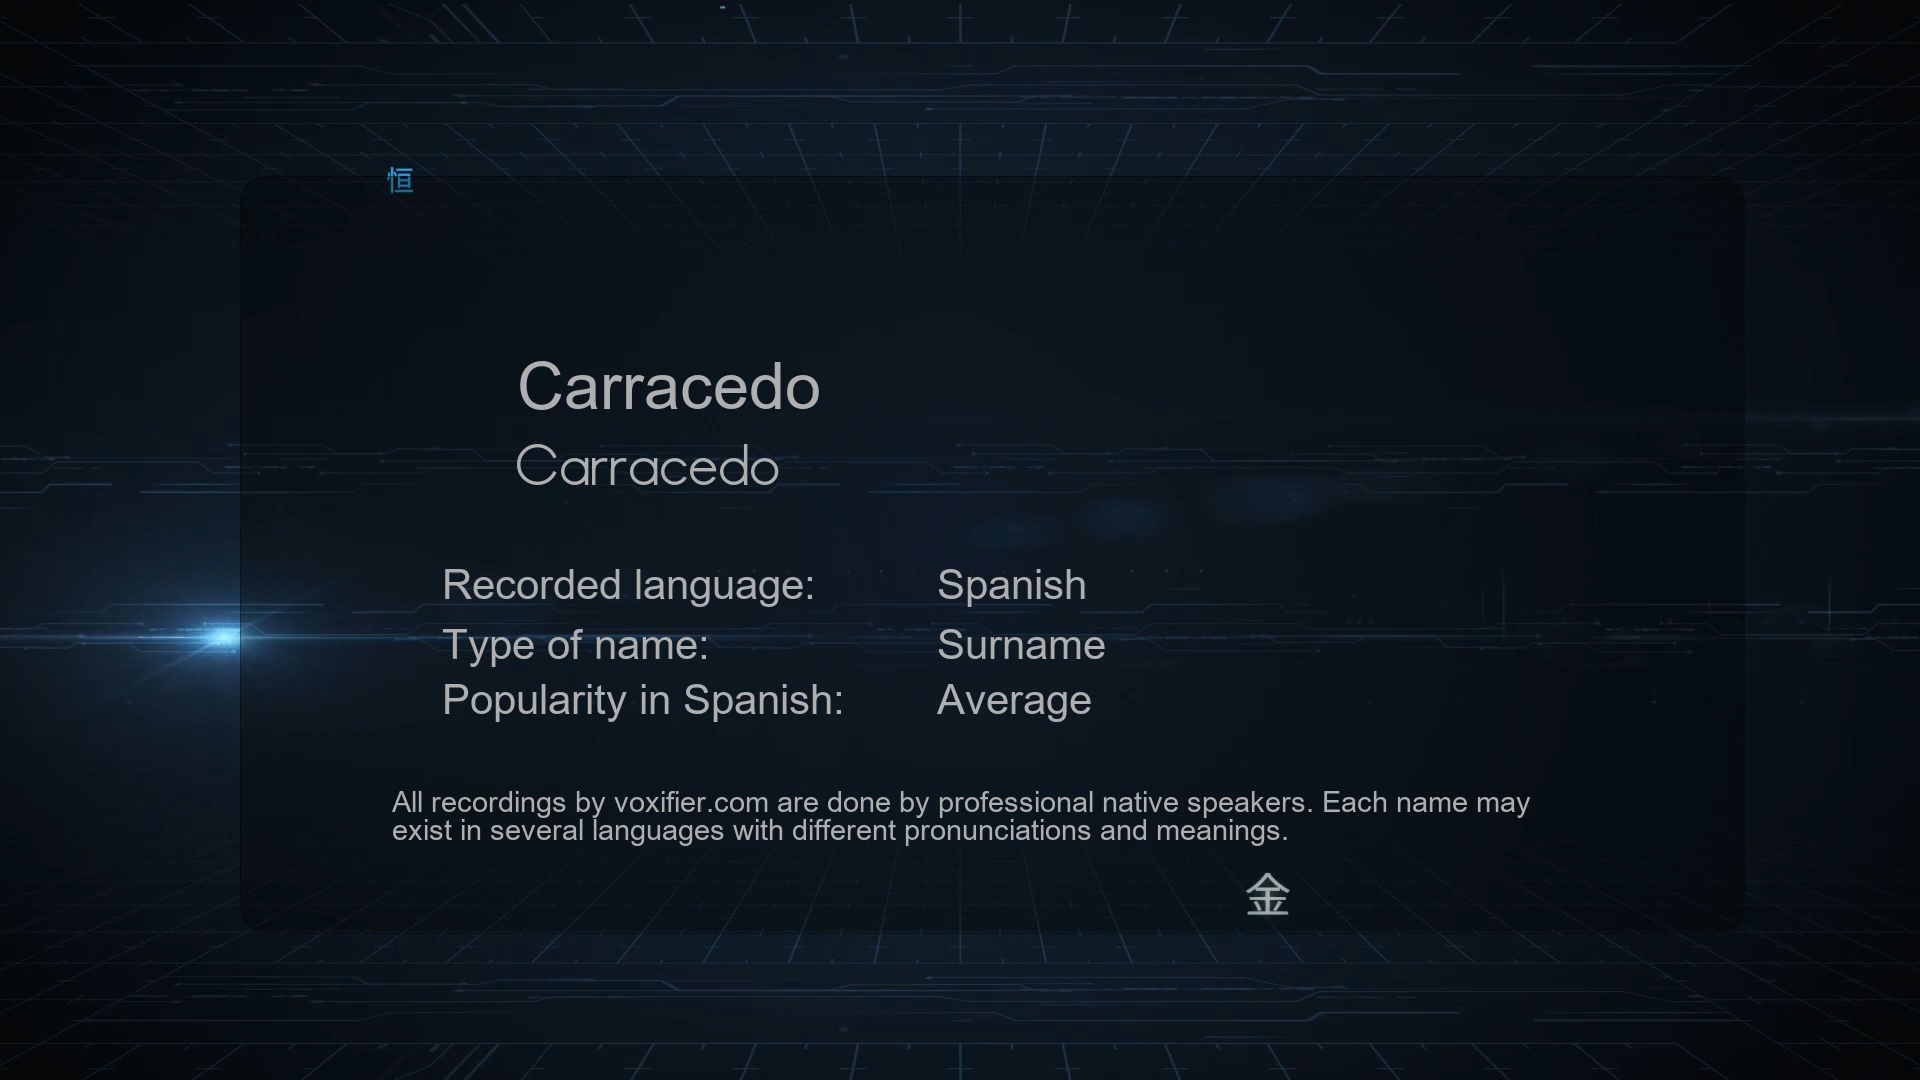 恒
Carracedo
Carracedo
Recorded language: Spanish
Type of name: Surname
Popularity in Spanish: Average
All recordings by voxifier.com are done by professional native speakers. Each name may
exist in several languages with different pronunciations and meanings.
金